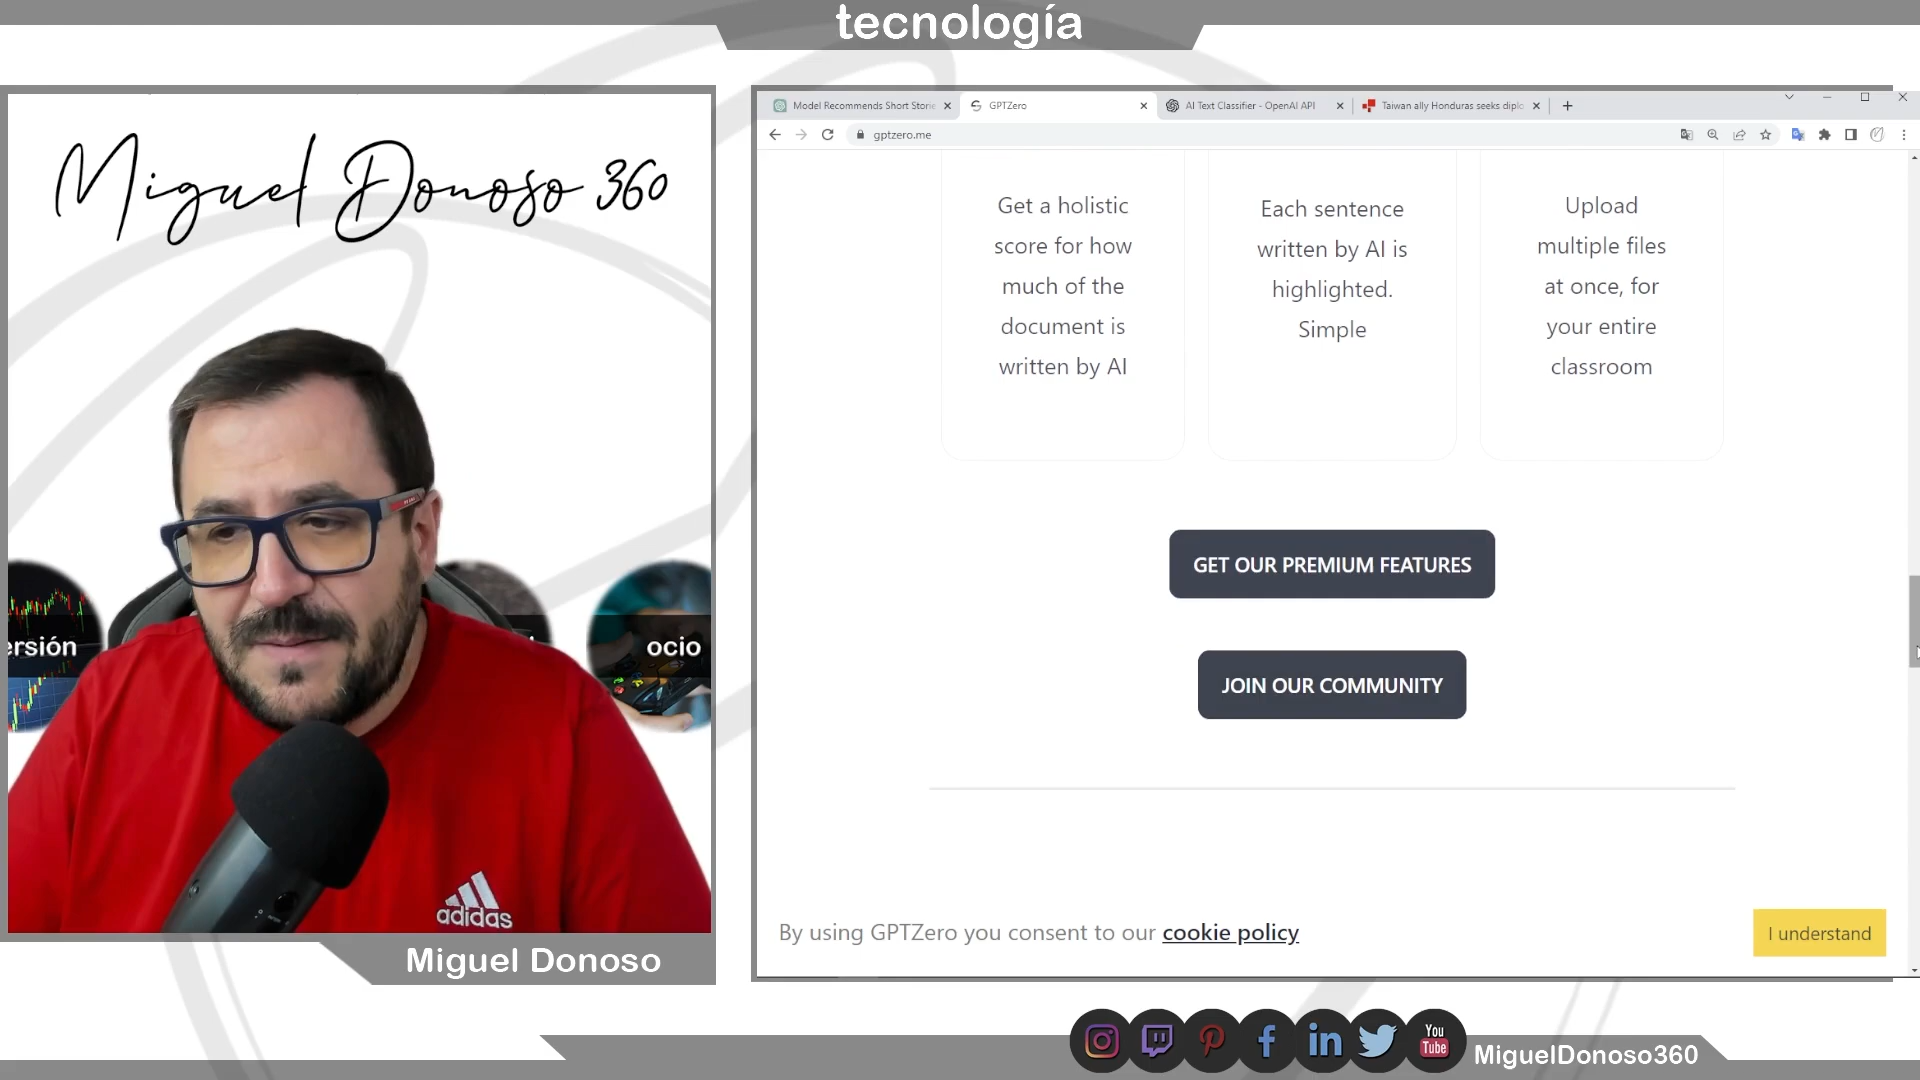 tecnología
Miguel Donoso 360
ersión
ocio
adidas
Miguel Donoso
Model Recommends Short Storie
GPTZero
AI Text Classifier - OpenAI API
Taiwan ally Honduras seeks diplo
gptzero.me
Get a holistic
score for how
much of the
document is
written by AI
Each sentence
written by AI is
highlighted.
Simple
Upload
multiple files
at once, for
your entire
classroom
GET OUR PREMIUM FEATURES
JOIN OUR COMMUNITY
By using GPTZero you consent to our cookie policy
I understand
You
Tube
MiguelDonoso360